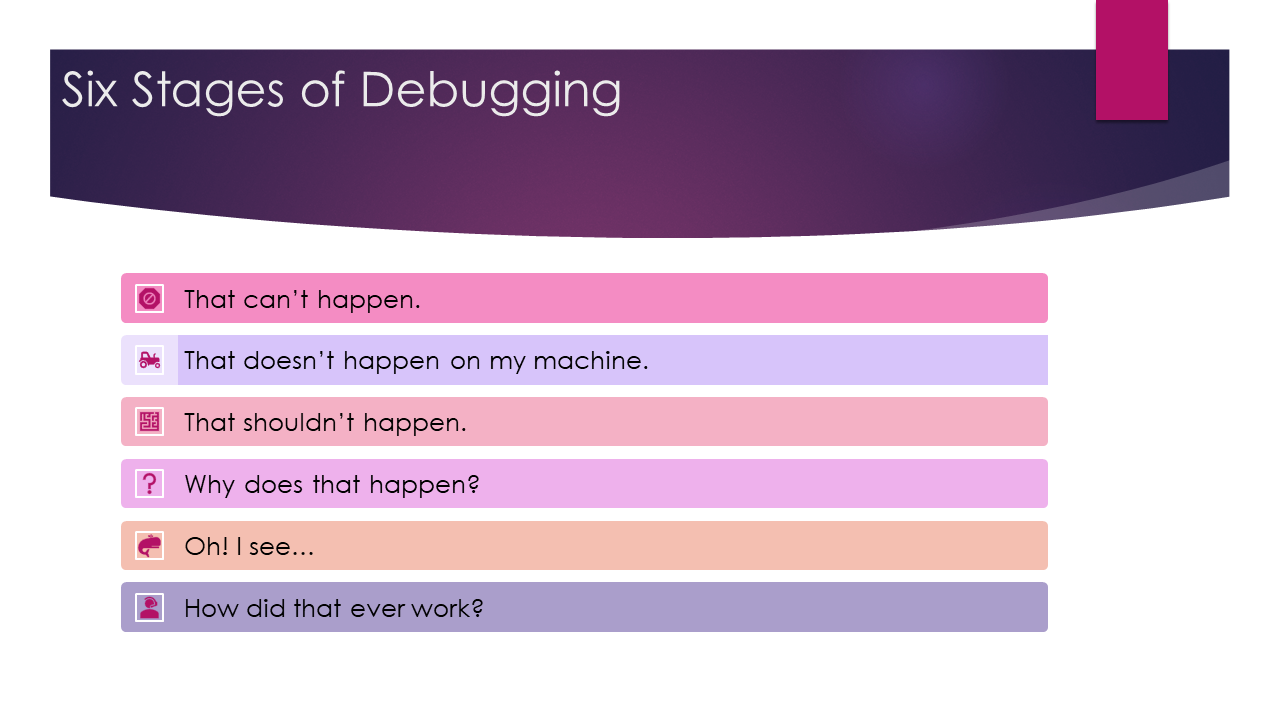 Six Stages of Debugging
That can’t happen.
That doesn’t happen on my machine.
That shouldn’t happen.
Why does that happen?
Oh! I see…
How did that ever work?